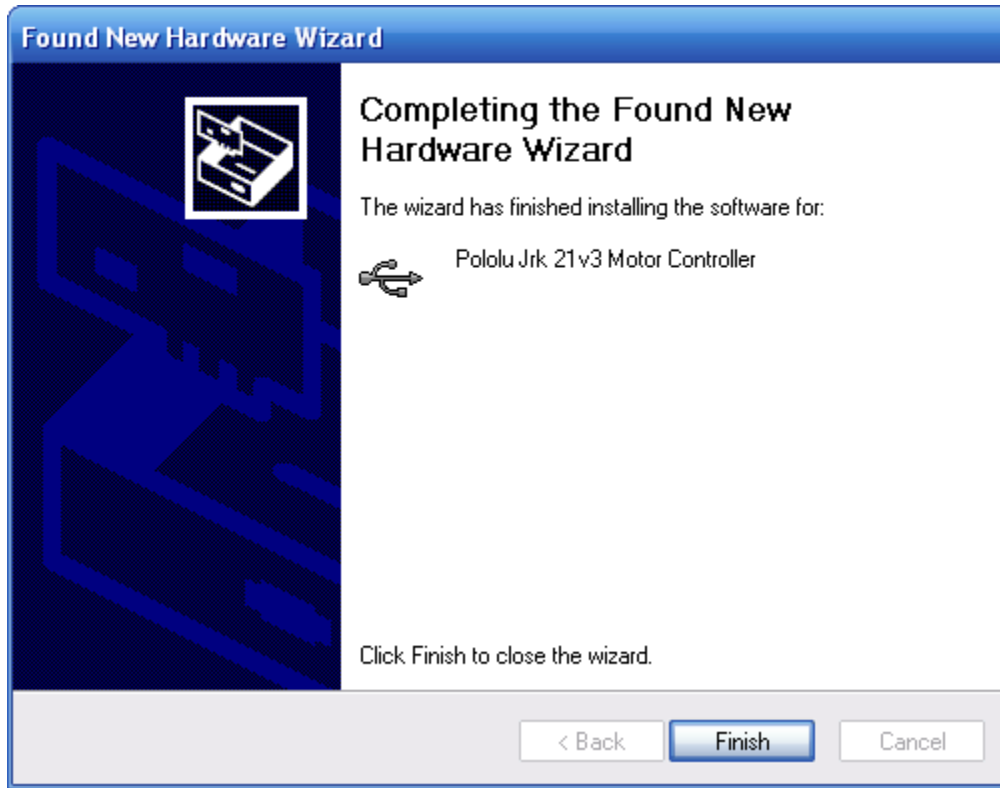 Found New Hardware Wizard
Completing the Found New
Hardware Wizard
The wizard has finished installing the software for:
Pololu Jrk 21v3 Motor Controller
Click Finish to close the wizard.
< Back
Finish
Cancel